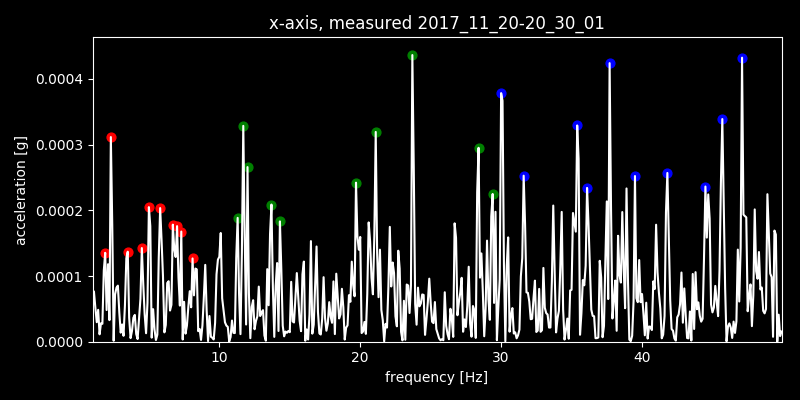 x-axis, measured 2017_11_20-20_30_01
acceleration [g]
0.0004
0.0003
0.0002
0.0001
0.0000
10 20 30 40
frequency [Hz]